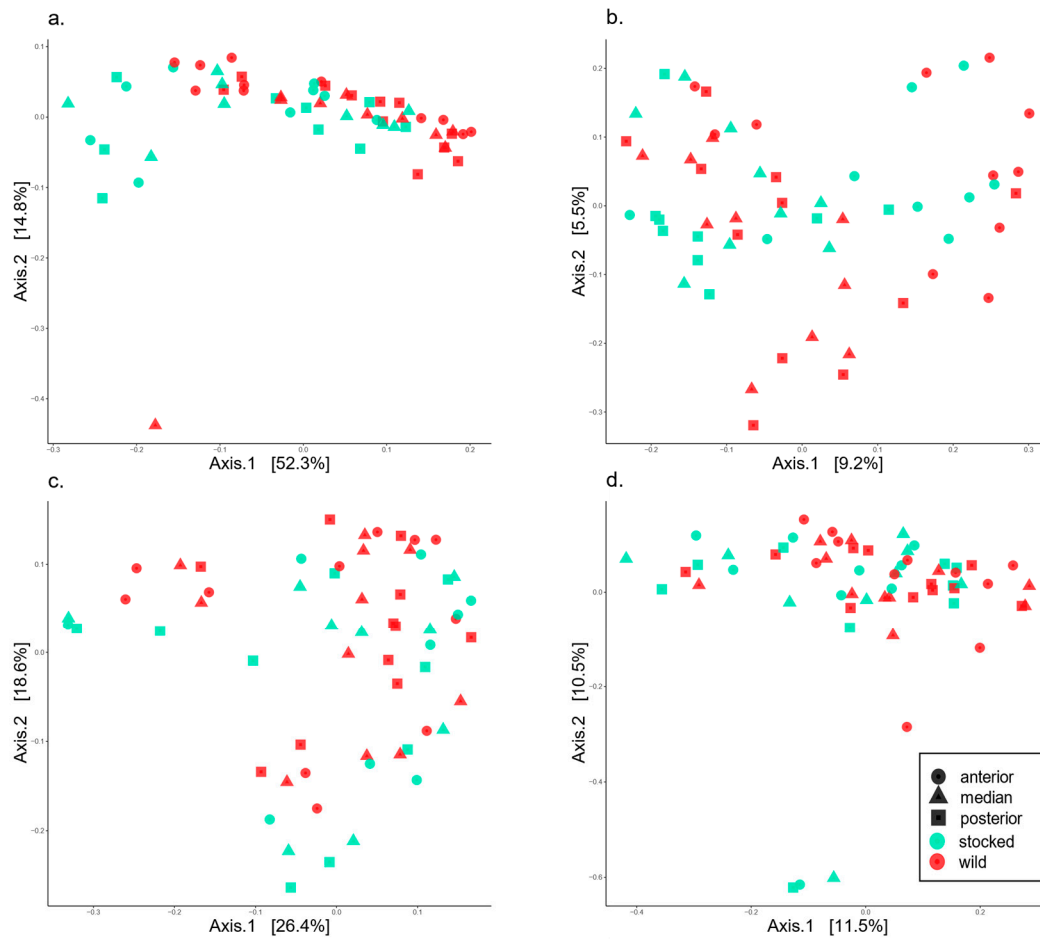 a.
0.1
0.0
−0.1
−0.2
−0.3
−0.4
Axis.2 [14.8%]
−0.3
−0.2
−0.1
0.0
0.1
0.2
Axis.1 [52.3%]
b.
0.2
0.1
0.0
−0.1
−0.2
−0.3
Axis.2 [5.5%]
−0.2
−0.1
0.0
0.1
0.2
0.3
Axis.1 [9.2%]
c.
0.1
0.0
−0.1
−0.2
Axis.2 [18.6%]
−0.3
−0.2
−0.1
0.0
0.1
Axis.1 [26.4%]
d.
0.2
0.0
−0.2
−0.4
−0.6
Axis.2 [10.5%]
−0.4
−0.2
0.0
0.2
Axis.1 [11.5%]
anterior
median
posterior
stocked
wild